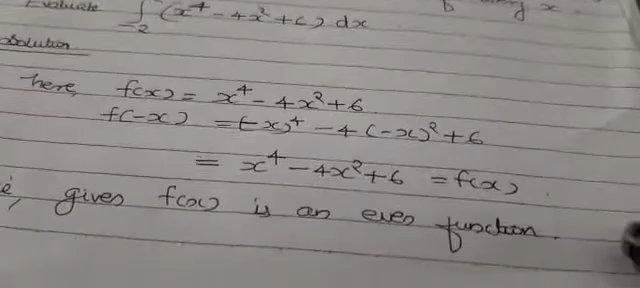 Evaluate ∫₋₂ (x⁴ - 4x² + 6) dx
Solution
here, f(x) = x⁴ - 4x² + 6
f(-x) = (-x)⁴ - 4(-x)² + 6
= x⁴ - 4x² + 6 = f(x)
given f(x) is an even function.